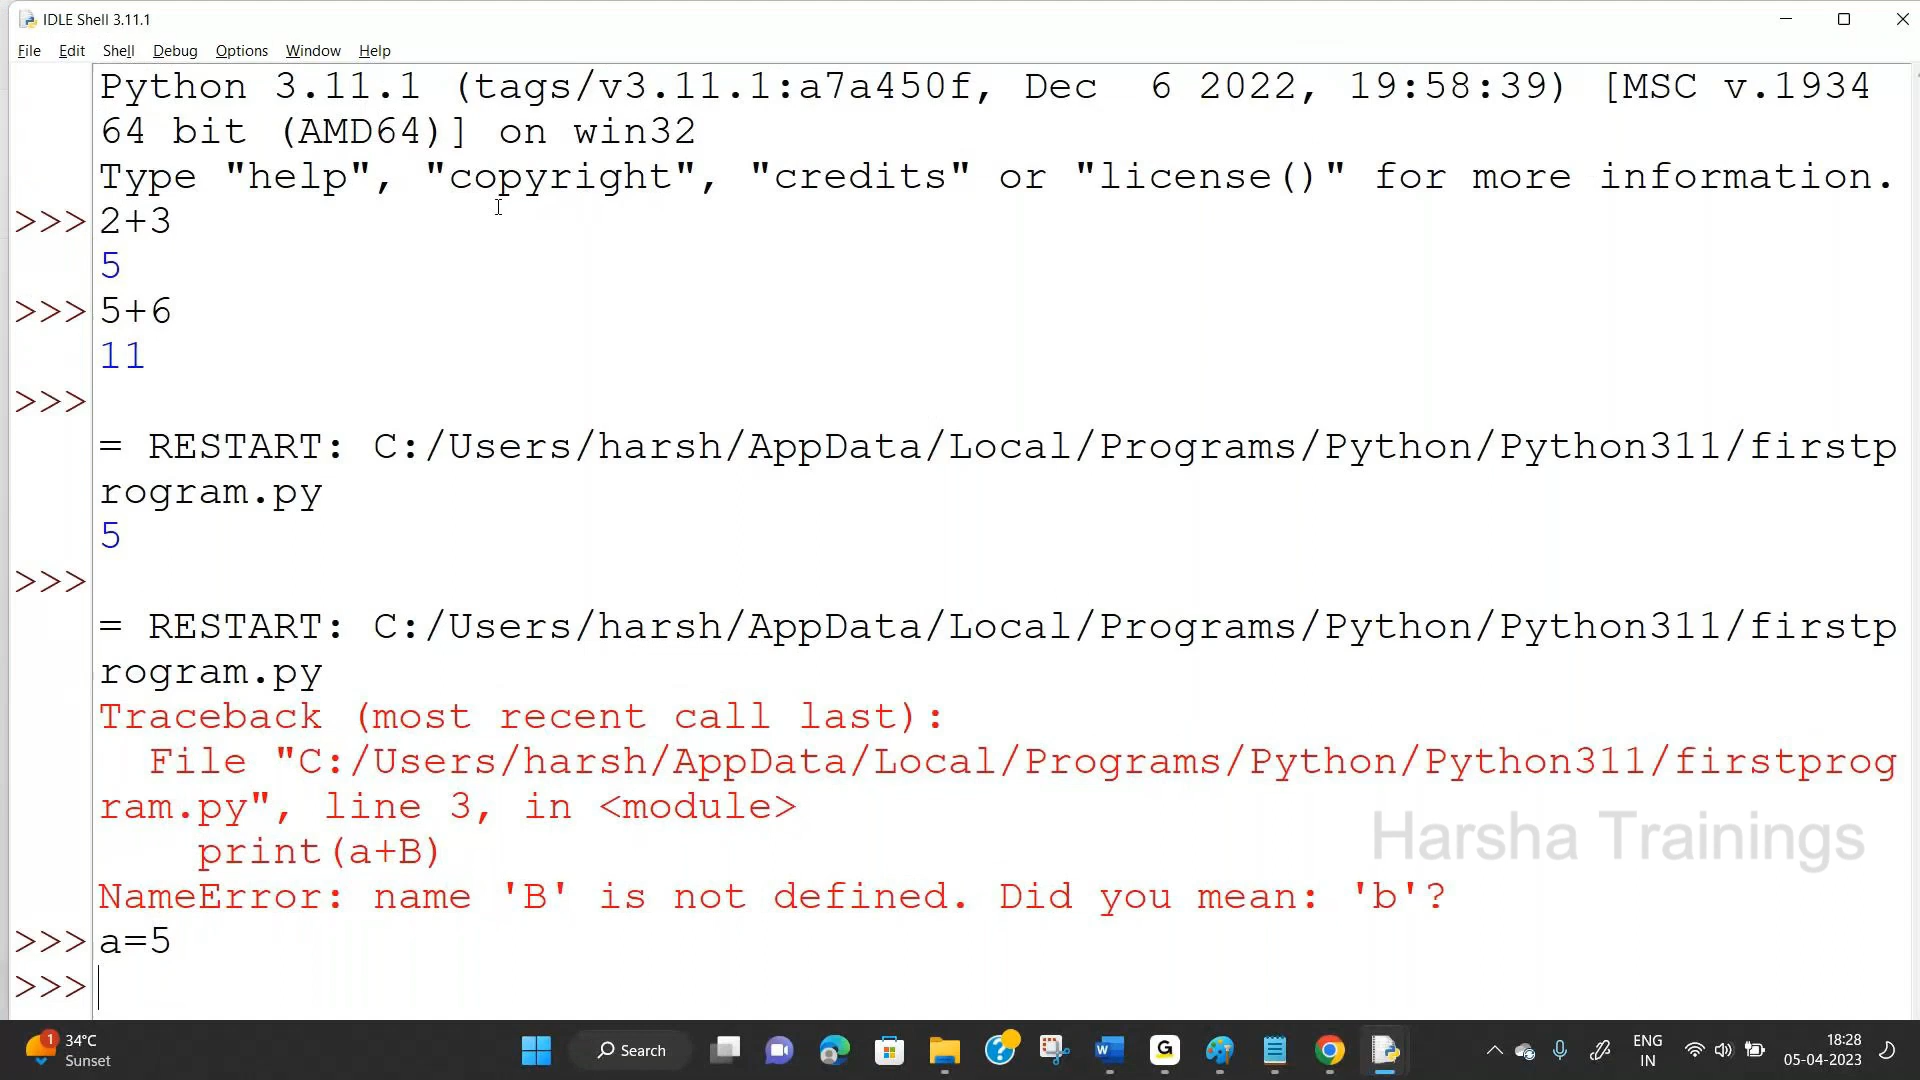 IDLE Shell 3.11.1
File Edit Shell Debug Options Window Help
Python 3.11.1 (tags/v3.11.1:a7a450f, Dec  6 2022, 19:58:39) [MSC v.1934
64 bit (AMD64)] on win32
Type "help", "copyright", "credits" or "license()" for more information.
>>> 2+3
5
>>> 5+6
11
>>>
= RESTART: C:/Users/harsh/AppData/Local/Programs/Python/Python311/firstp
rogram.py
5
>>>
= RESTART: C:/Users/harsh/AppData/Local/Programs/Python/Python311/firstp
rogram.py
Traceback (most recent call last):
  File "C:/Users/harsh/AppData/Local/Programs/Python/Python311/firstprog
ram.py", line 3, in <module>
    print(a+B)
NameError: name 'B' is not defined. Did you mean: 'b'?
>>> a=5
>>>
Harsha Trainings
1
34°C
Sunset
Search
ENG
IN
18:28
05-04-2023